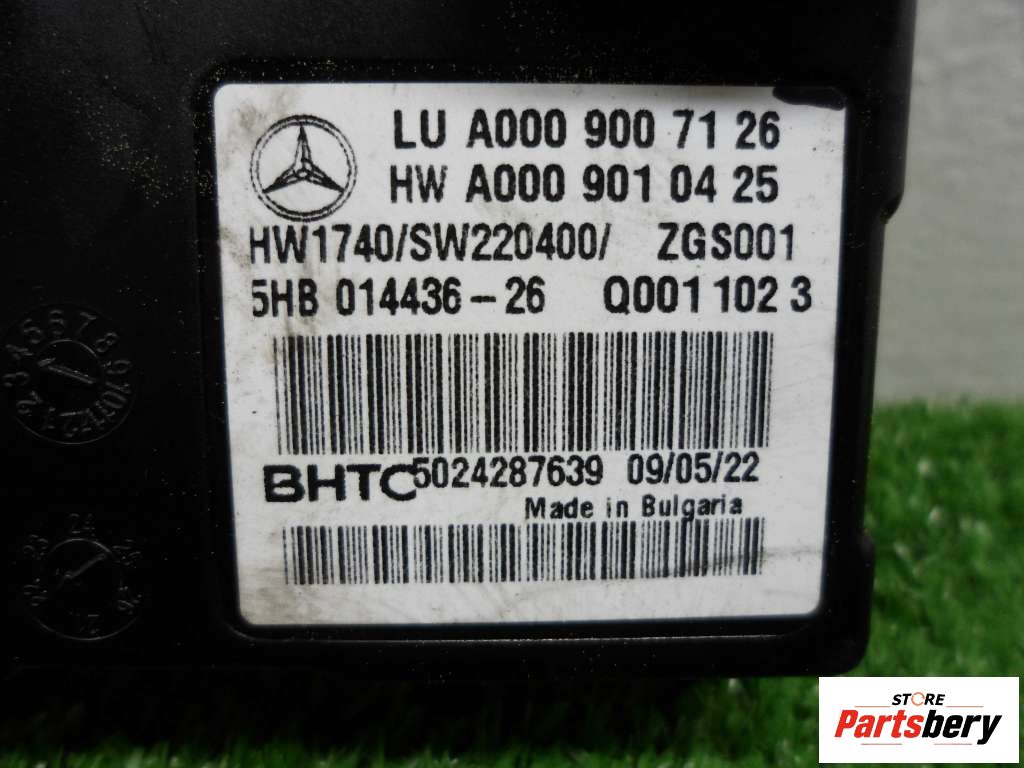 LU A000 900 71 26
HW A000 901 04 25
HW1740/SW220400/ ZGS001
5HB 014436-26 Q001 102 3
BHTC 5024287639 09/05/22
Made in Bulgaria
STORE
Partsbery